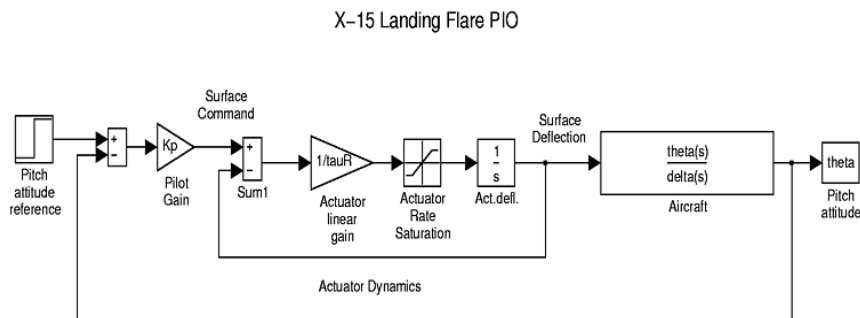 X-15 Landing Flare PIO
Surface
Command
Surface
Deflection
+
-
Kp
+
-
1/tauR
1
s
theta(s)
delta(s)
theta
Pitch
attitude
reference
Pilot
Gain
Sum1
Actuator
linear
gain
Actuator
Rate
Saturation
Act.defl.
Aircraft
Pitch
attitude
Actuator Dynamics